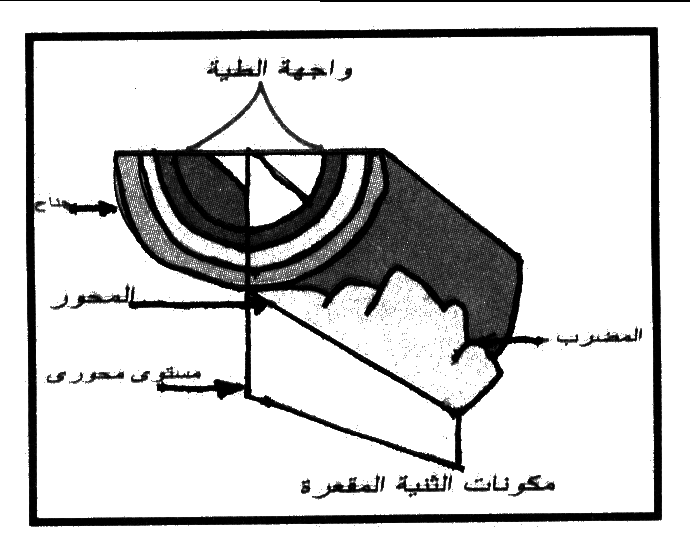 واجهة الطية
جناح
المحور
المضرب
مستوى محورى
مكونات الثنية المقعرة